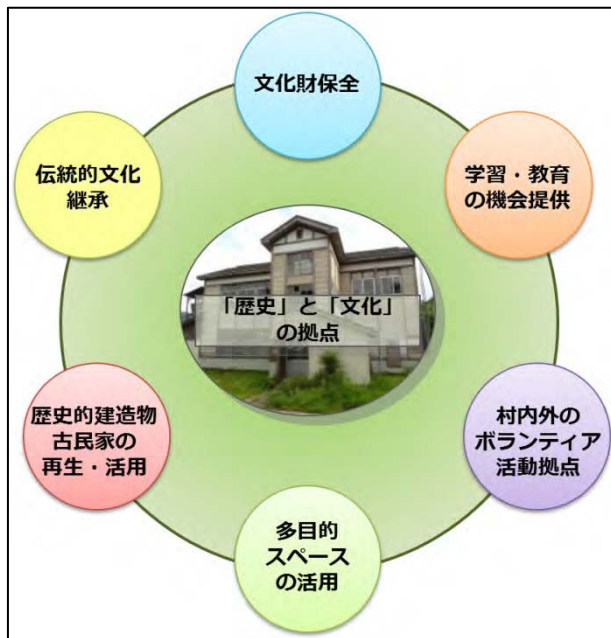 文化財保全
伝統的文化
継承
学習・教育
の機会提供
「歴史」と「文化」
の拠点
歴史的建造物
古民家の
再生・活用
村内外の
ボランティア
活動拠点
多目的
スペース
の活用